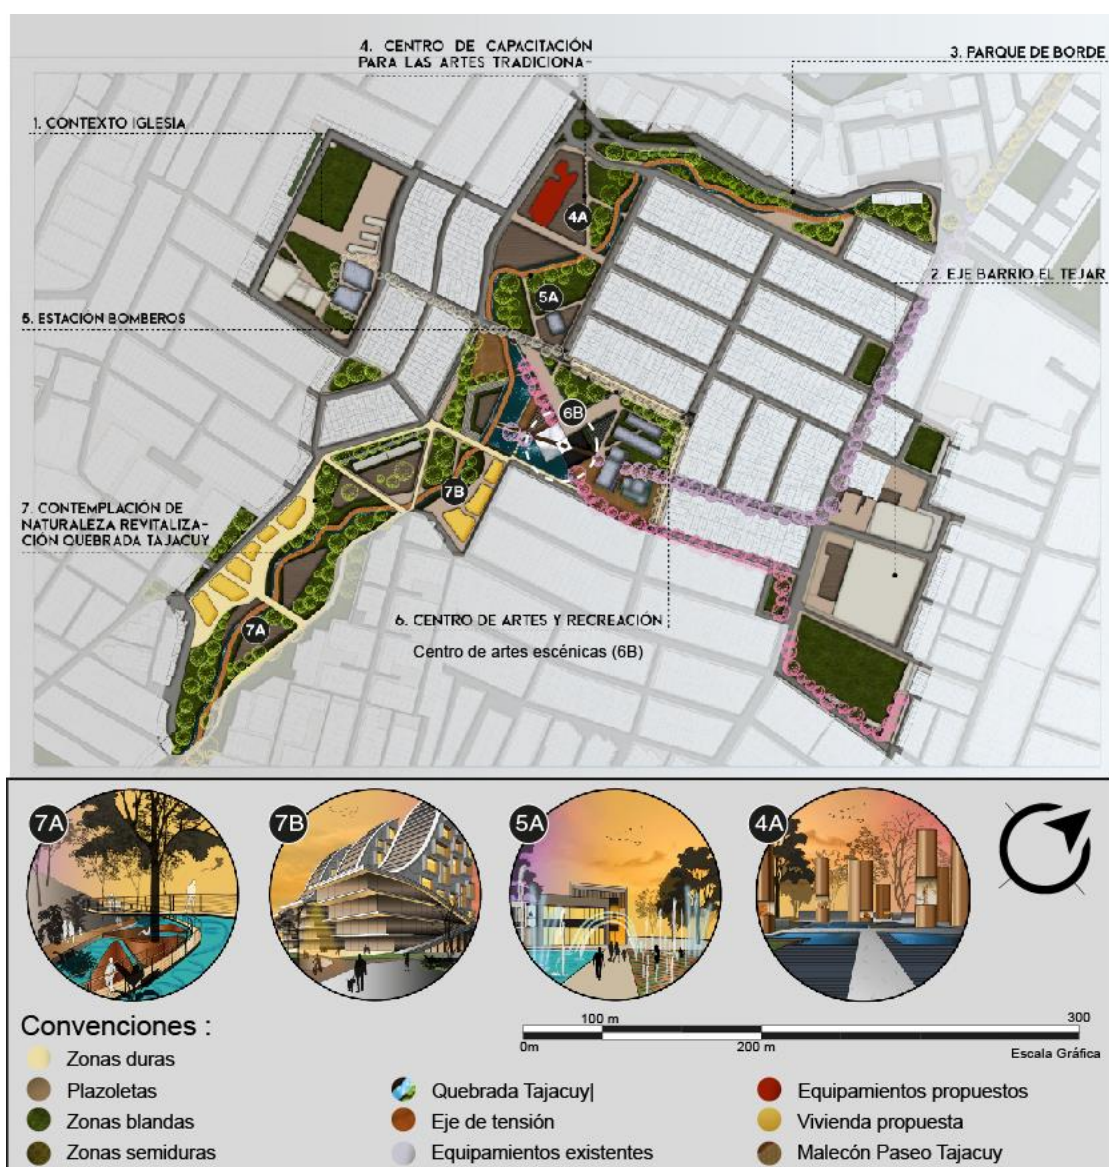 4. CENTRO DE CAPACITACIÓN
PARA LAS ARTES TRADICIONA-
3. PARQUE DE BORDE
1. CONTEXTO IGLESIA
4A
2. EJE BARRIO EL TEJAR
5A
5. ESTACIÓN BOMBEROS
6B
7B
7. CONTEMPLACIÓN DE
NATURALEZA REVITALIZA-
CIÓN QUEBRADA TAJACUY
7A
6. CENTRO DE ARTES Y RECREACIÓN
Centro de artes escénicas (6B)
7A
7B
5A
4A
Convenciones :
100 m
300
0m
200 m
Escala Gráfica
Zonas duras
Plazoletas
Zonas blandas
Zonas semiduras
Quebrada Tajacuy|
Eje de tensión
Equipamientos existentes
Equipamientos propuestos
Vivienda propuesta
Malecón Paseo Tajacuy